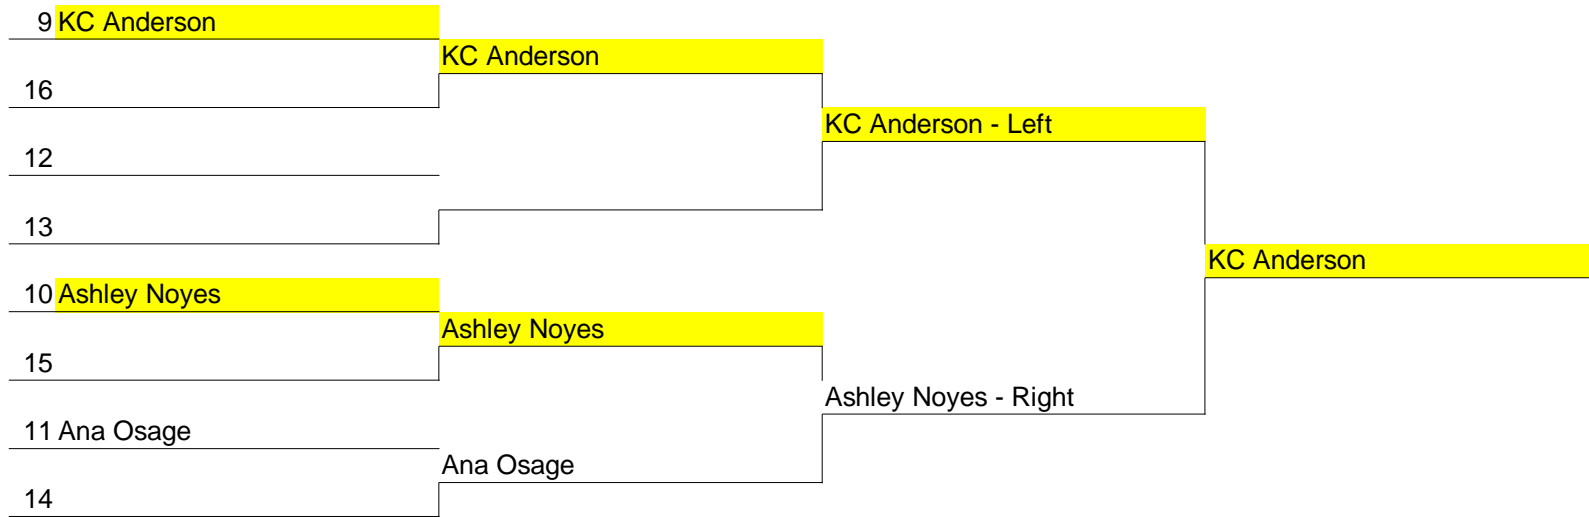 9 KC Anderson
KC Anderson
16
KC Anderson - Left
12
13
KC Anderson
10 Ashley Noyes
Ashley Noyes
15
Ashley Noyes - Right
11 Ana Osage
Ana Osage
14